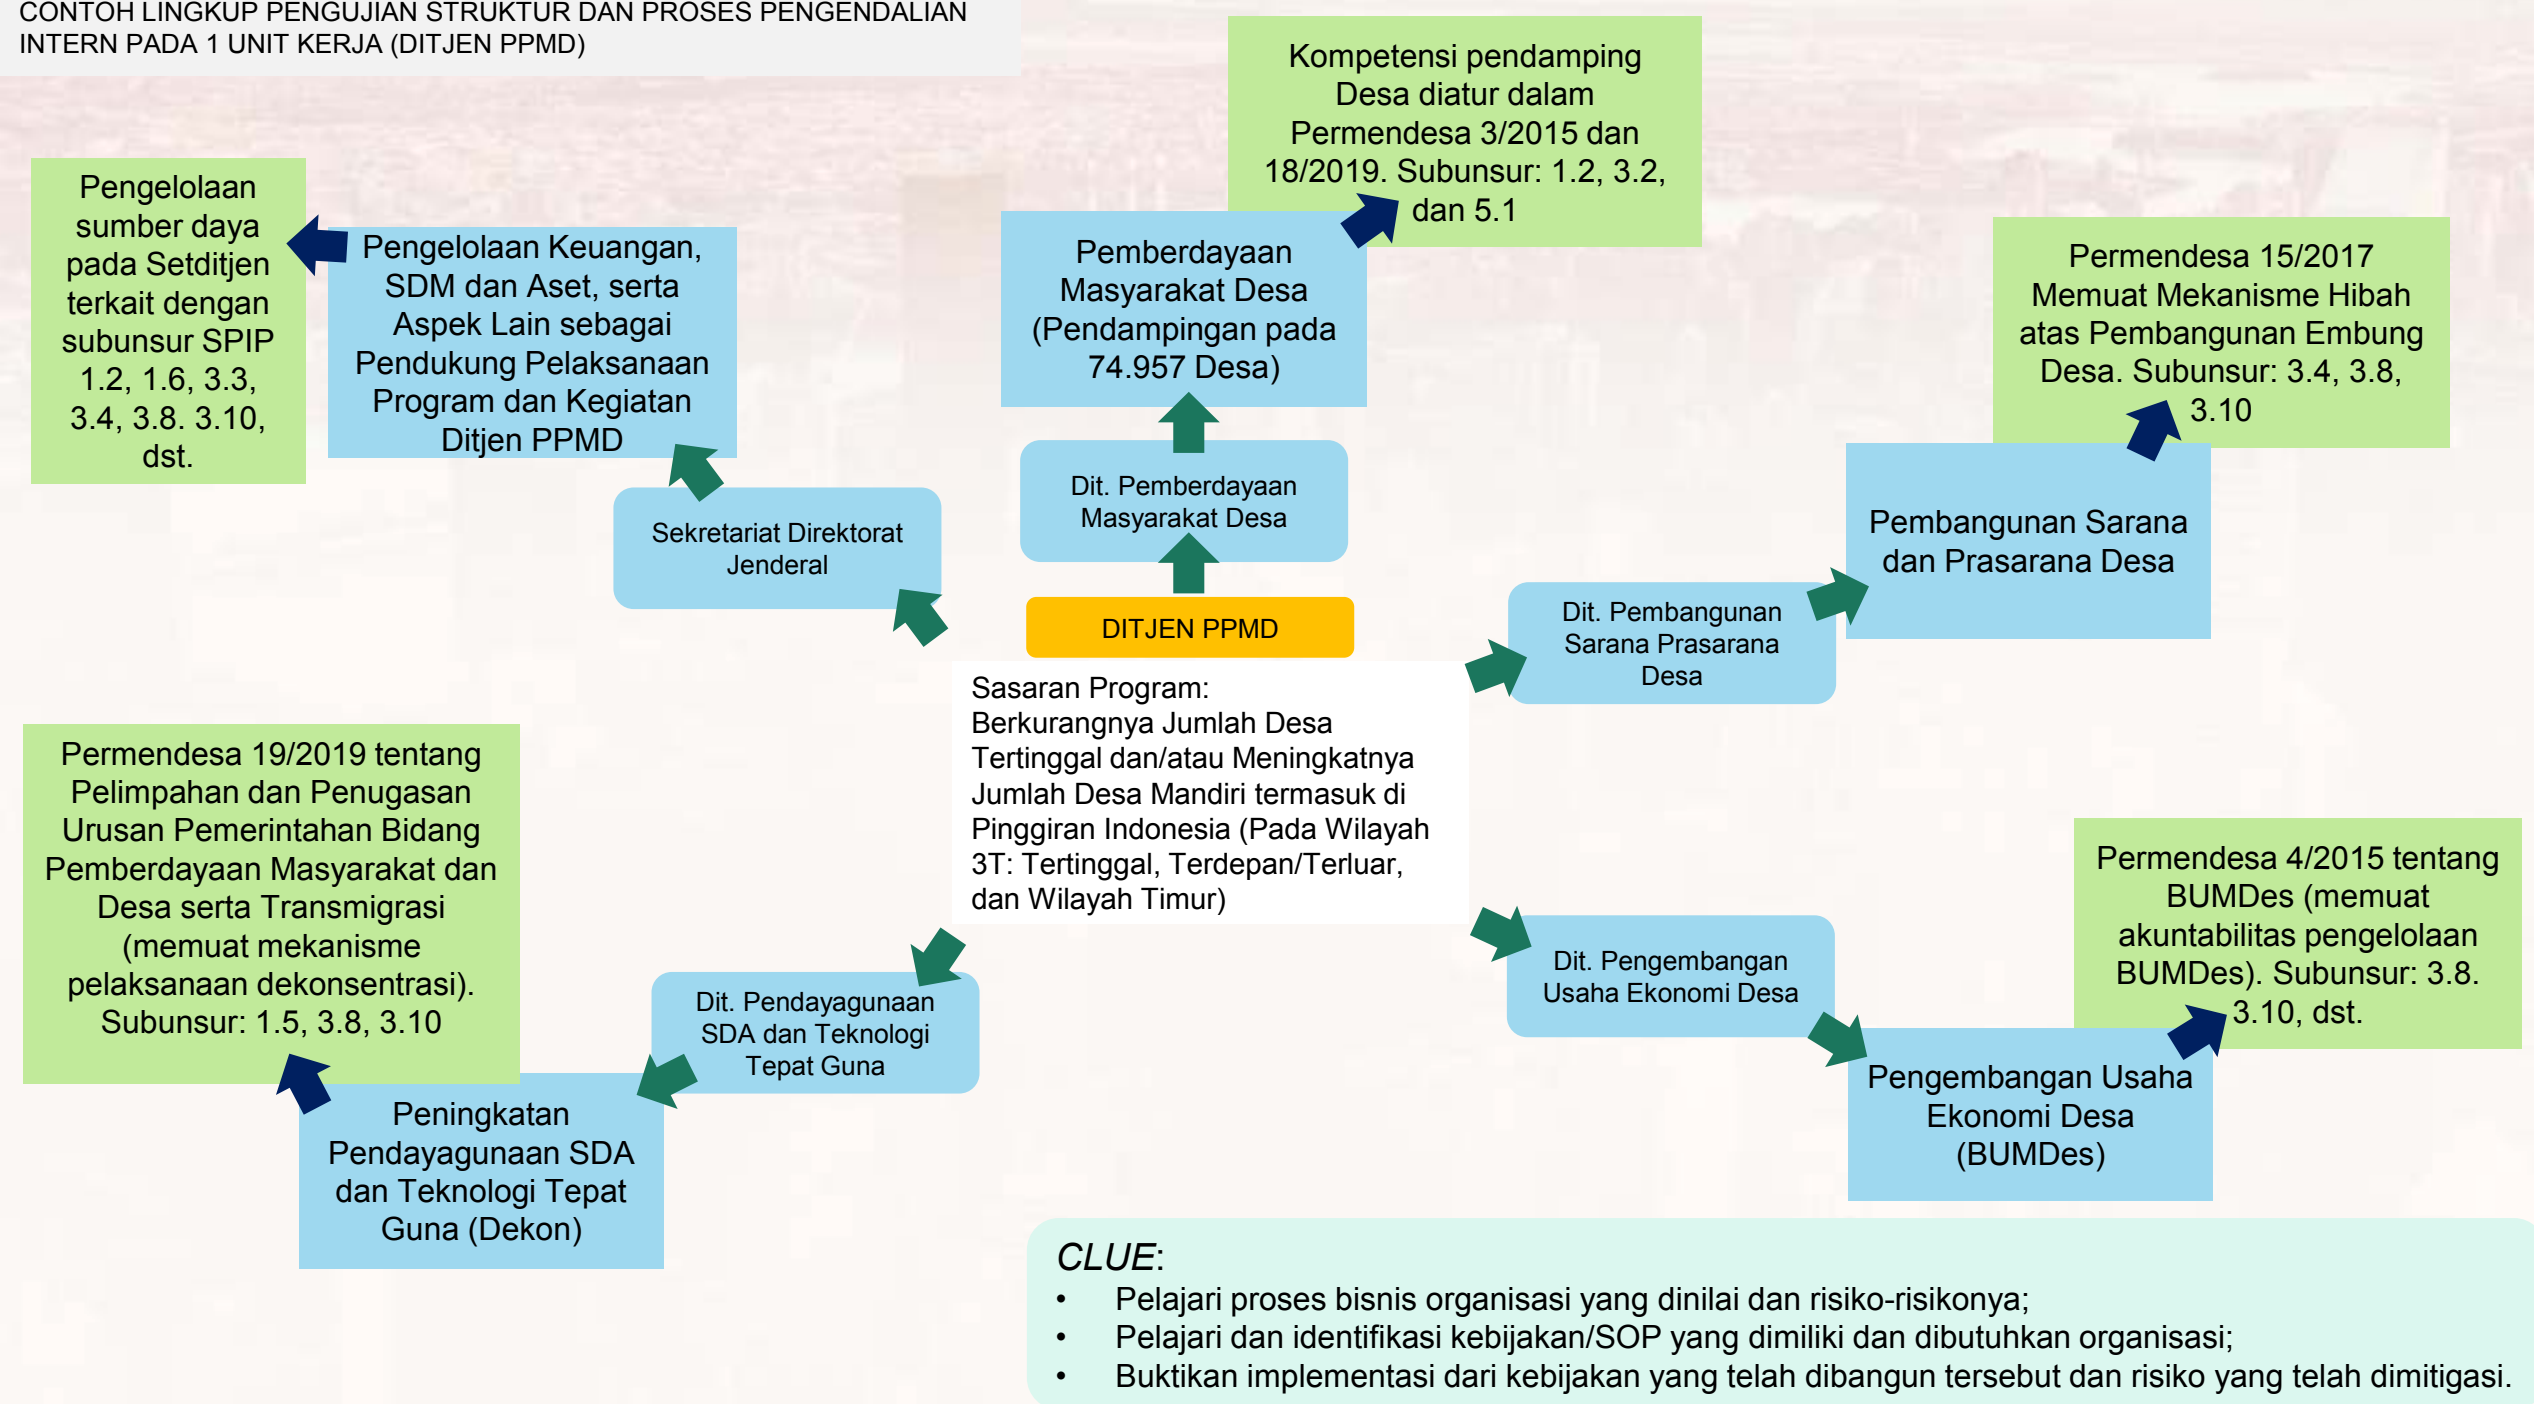 CONTOH LINGKUP PENGUJIAN STRUKTUR DAN PROSES PENGENDALIAN
INTERN PADA 1 UNIT KERJA (DITJEN PPMD)
Kompetensi pendamping
Desa diatur dalam
Permendesa 3/2015 dan
18/2019. Subunsur: 1.2, 3.2,
dan 5.1
Pengelolaan
sumber daya
pada Setditjen
terkait dengan
subunsur SPIP
1.2, 1.6, 3.3,
3.4, 3.8. 3.10,
dst.
Pengelolaan Keuangan,
SDM dan Aset, serta
Aspek Lain sebagai
Pendukung Pelaksanaan
Program dan Kegiatan
Ditjen PPMD
Pemberdayaan
Masyarakat Desa
(Pendampingan pada
74.957 Desa)
Permendesa 15/2017
Memuat Mekanisme Hibah
atas Pembangunan Embung
Desa. Subunsur: 3.4, 3.8,
3.10
Sekretariat Direktorat
Jenderal
Dit. Pemberdayaan
Masyarakat Desa
Pembangunan Sarana
dan Prasarana Desa
Dit. Pembangunan
Sarana Prasarana
Desa
DITJEN PPMD
Sasaran Program:
Berkurangnya Jumlah Desa
Tertinggal dan/atau Meningkatnya
Jumlah Desa Mandiri termasuk di
Pinggiran Indonesia (Pada Wilayah
3T: Tertinggal, Terdepan/Terluar,
dan Wilayah Timur)
Permendesa 19/2019 tentang
Pelimpahan dan Penugasan
Urusan Pemerintahan Bidang
Pemberdayaan Masyarakat dan
Desa serta Transmigrasi
(memuat mekanisme
pelaksanaan dekonsentrasi).
Subunsur: 1.5, 3.8, 3.10
Dit. Pendayagunaan
SDA dan Teknologi
Tepat Guna
Peningkatan
Pendayagunaan SDA
dan Teknologi Tepat
Guna (Dekon)
Dit. Pengembangan
Usaha Ekonomi Desa
Permendesa 4/2015 tentang
BUMDes (memuat
akuntabilitas pengelolaan
BUMDes). Subunsur: 3.8.
3.10, dst.
Pengembangan Usaha
Ekonomi Desa
(BUMDes)
CLUE:
• Pelajari proses bisnis organisasi yang dinilai dan risiko-risikonya;
• Pelajari dan identifikasi kebijakan/SOP yang dimiliki dan dibutuhkan organisasi;
• Buktikan implementasi dari kebijakan yang telah dibangun tersebut dan risiko yang telah dimitigasi.